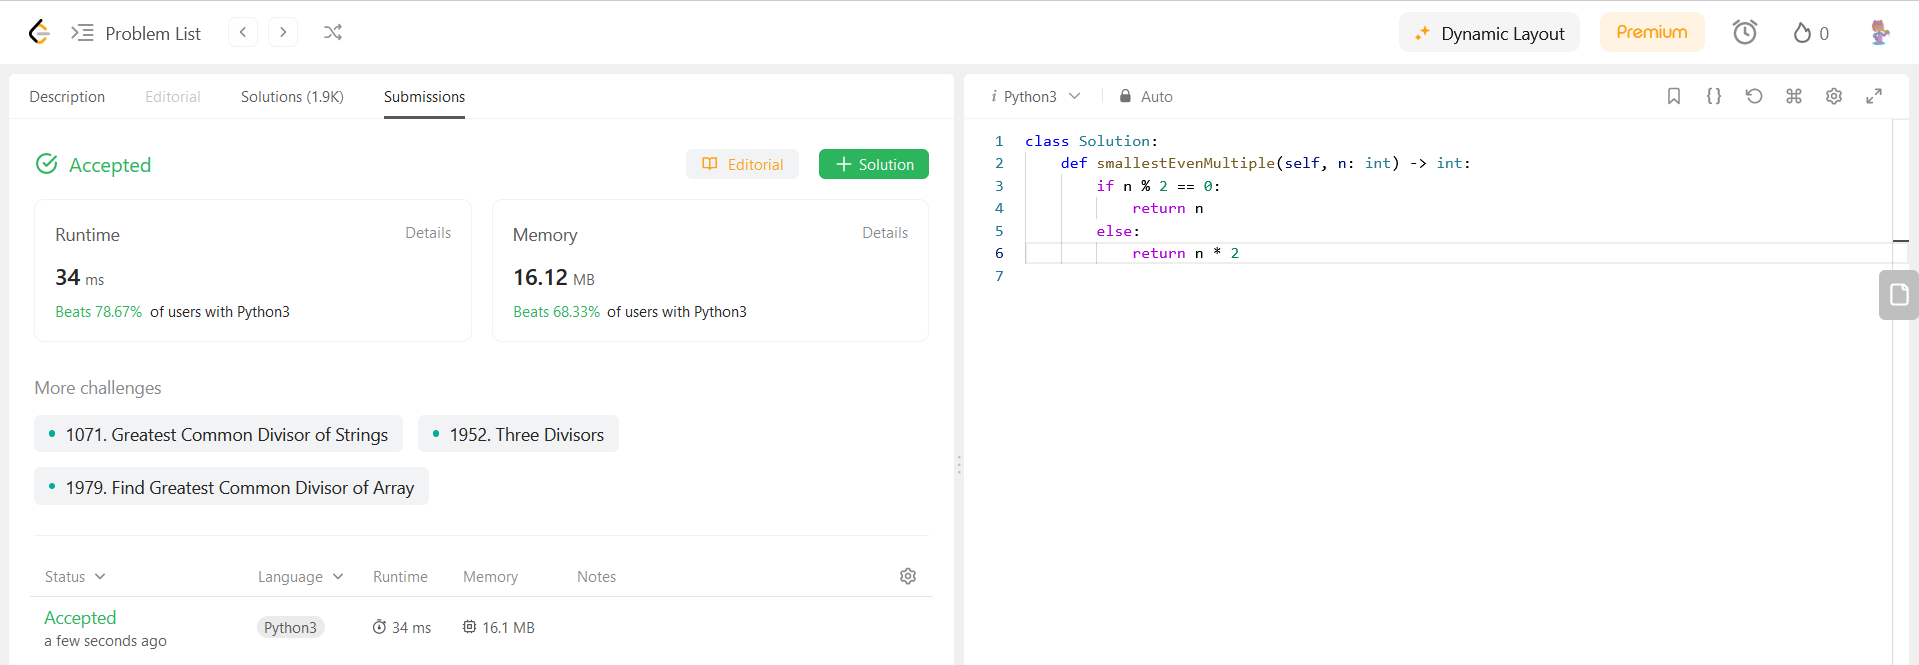 Problem List
Dynamic Layout
Premium
0
Description
Editorial
Solutions (1.9K)
Submissions
Accepted
Editorial
Solution
Runtime
Details
34 ms
Beats 78.67% of users with Python3
Memory
Details
16.12 MB
Beats 68.33% of users with Python3
More challenges
1071. Greatest Common Divisor of Strings
1952. Three Divisors
1979. Find Greatest Common Divisor of Array
Status
Language
Runtime
Memory
Notes
Accepted
a few seconds ago
Python3
34 ms
16.1 MB
i Python3
Auto
1 class Solution:
2     def smallestEvenMultiple(self, n: int) -> int:
3         if n % 2 == 0:
4             return n
5         else:
6             return n * 2
7